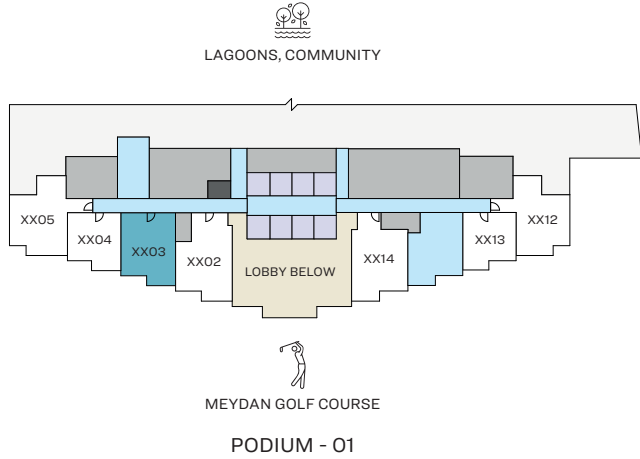 LAGOONS, COMMUNITY
XX05
XX04
XX03
XX02
LOBBY BELOW
XX14
XX13
XX12
MEYDAN GOLF COURSE
PODIUM - 01